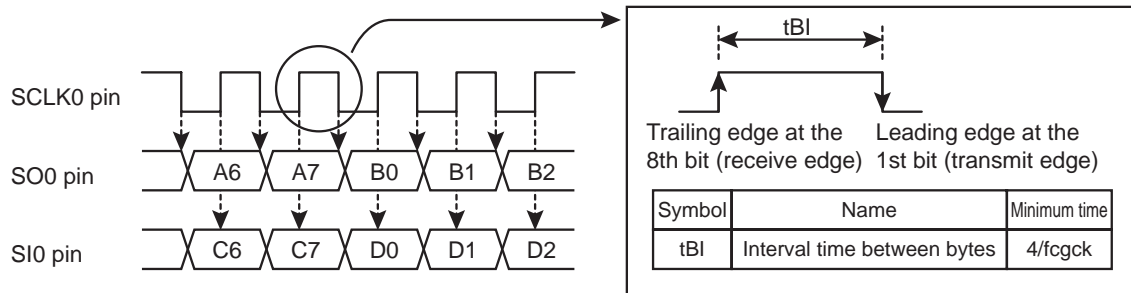 SCLK0 pin
SO0 pin
A6 A7 B0 B1 B2
SI0 pin
C6 C7 D0 D1 D2
tBI
Trailing edge at the
8th bit (receive edge)
Leading edge at the
1st bit (transmit edge)
Symbol Name Minimum time
tBI Interval time between bytes 4/fcgck